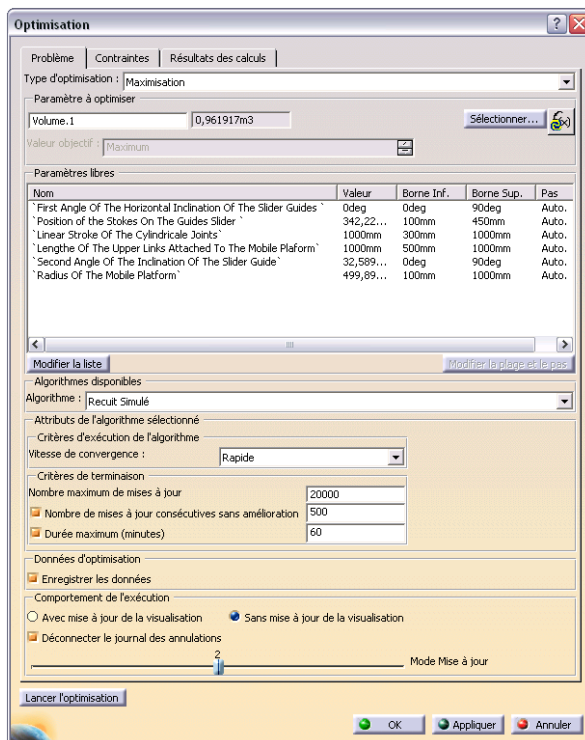 Optimisation
Problème Contraintes Résultats des calculs
Type d'optimisation : Maximisation
Paramètre à optimiser
Volume.1 0,961917m3 Sélectionner... f(x)
Valeur objectif : Maximum
Paramètres libres
Nom Valeur Borne Inf. Borne Sup. Pas
`First Angle Of The Horizontal Inclination Of The Slider Guides ` 0deg 0deg 90deg Auto.
`Position of the Stokes On The Guides Slider ` 342,22... 100mm 450mm Auto.
`Linear Stroke Of The Cylindricale Joints` 1000mm 300mm 1000mm Auto.
`Lengthe Of The Upper Links Attached To The Mobile Plaform` 1000mm 500mm 1000mm Auto.
`Second Angle Of The Inclination Of The Slider Guide` 32,589... 0deg 90deg Auto.
`Radius Of The Mobile Platform` 499,89... 100mm 1000mm Auto.
Modifier la liste Modifier la plage et le pas
Algorithmes disponibles
Algorithme : Recuit Simulé
Attributs de l'algorithme sélectionné
Critères d'exécution de l'algorithme
Vitesse de convergence : Rapide
Critères de terminaison
Nombre maximum de mises à jour 20000
Nombre de mises à jour consécutives sans amélioration 500
Durée maximum (minutes) 60
Données d'optimisation
Enregistrer les données
Comportement de l'exécution
Avec mise à jour de la visualisation Sans mise à jour de la visualisation
Déconnecter le journal des annulations
2
Mode Mise à jour
Lancer l'optimisation
OK Appliquer Annuler